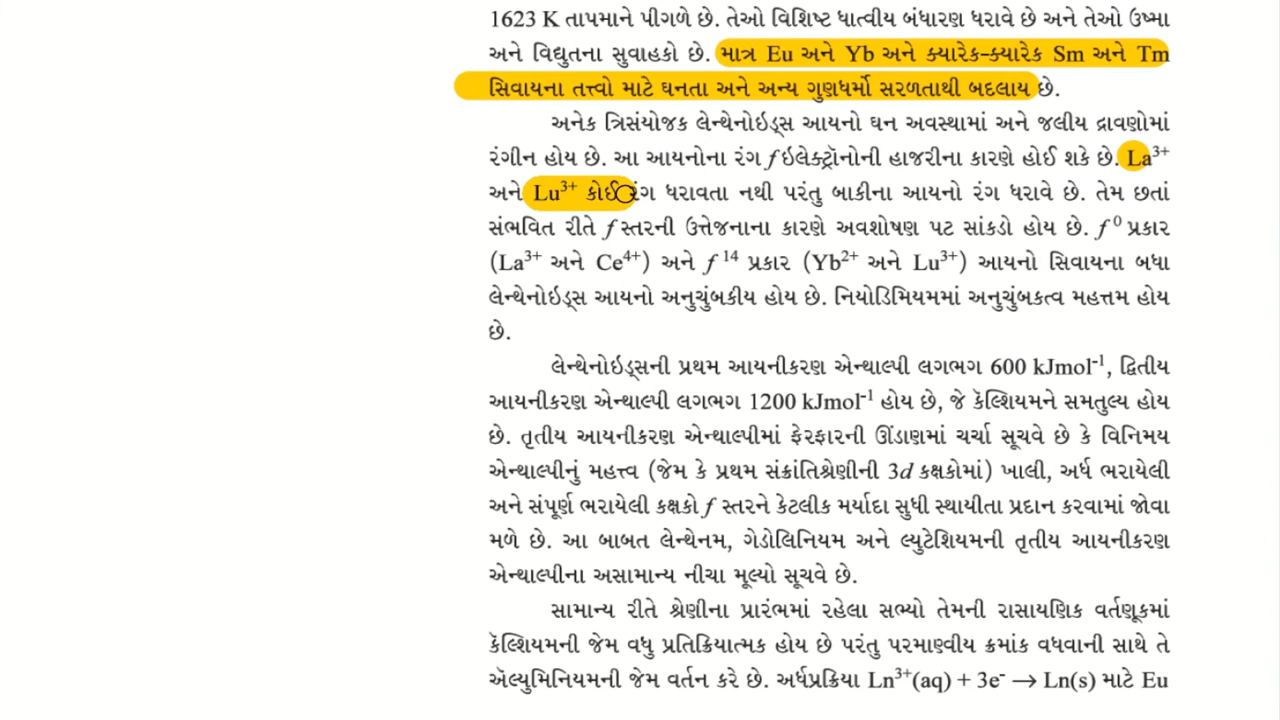 1623 K તાપમાને પીગળે છે. તેઓ વિશિષ્ટ ધાત્વીય બંધારણ ધરાવે છે અને તેઓ ઉષ્મા
અને વિદ્યુતના સુવાહકો છે. માત્ર Eu અને Yb અને ક્યારેક-ક્યારેક Sm અને Tm
સિવાયના તત્ત્વો માટે ઘનતા અને અન્ય ગુણધર્મો સરળતાથી બદલાય છે.
અનેક ત્રિસંયોજક લેન્થેનોઇડ્સ આયનો ઘન અવસ્થામાં અને જલીય દ્રાવણોમાં
રંગીન હોય છે. આ આયનોના રંગ f ઇલેક્ટ્રૉનોની હાજરીના કારણે હોઈ શકે છે. La³⁺
અને Lu³⁺ કોઈ રંગ ધરાવતા નથી પરંતુ બાકીના આયનો રંગ ધરાવે છે. તેમ છતાં
સંભવિત રીતે f સ્તરની ઉત્તેજનાના કારણે અવશોષણ પટ સાંકડો હોય છે. f⁰ પ્રકાર
(La³⁺ અને Ce⁴⁺) અને f¹⁴ પ્રકાર (Yb²⁺ અને Lu³⁺) આયનો સિવાયના બધા
લેન્થેનોઇડ્સ આયનો અનુચુંબકીય હોય છે. નિયોડિમિયમમાં અનુચુંબકત્વ મહત્તમ હોય
છે.
લેન્થેનોઇડ્સની પ્રથમ આયનીકરણ એન્થાલ્પી લગભગ 600 kJmol⁻¹, દ્વિતીય
આયનીકરણ એન્થાલ્પી લગભગ 1200 kJmol⁻¹ હોય છે, જે કૅલ્શિયમને સમતુલ્ય હોય
છે. તૃતીય આયનીકરણ એન્થાલ્પીમાં ફેરફારની ઊંડાણમાં ચર્ચા સૂચવે છે કે વિનિમય
એન્થાલ્પીનું મહત્ત્વ (જેમ કે પ્રથમ સંક્રાંતિશ્રેણીની 3d કક્ષકોમાં) ખાલી, અર્ધ ભરાયેલી
અને સંપૂર્ણ ભરાયેલી કક્ષકો f સ્તરને કેટલીક મર્યાદા સુધી સ્થાયીતા પ્રદાન કરવામાં જોવા
મળે છે. આ બાબત લેન્થેનમ, ગેડોલિનિયમ અને લ્યુટેશિયમની તૃતીય આયનીકરણ
એન્થાલ્પીના અસામાન્ય નીચા મૂલ્યો સૂચવે છે.
સામાન્ય રીતે શ્રેણીના પ્રારંભમાં રહેલા સભ્યો તેમની રાસાયણિક વર્તણૂકમાં
કૅલ્શિયમની જેમ વધુ પ્રતિક્રિયાત્મક હોય છે પરંતુ પરમાણ્વીય ક્રમાંક વધવાની સાથે તે
ઍલ્યુમિનિયમની જેમ વર્તન કરે છે. અર્ધપ્રક્રિયા Ln³⁺(aq) + 3e⁻ → Ln(s) માટે Eu